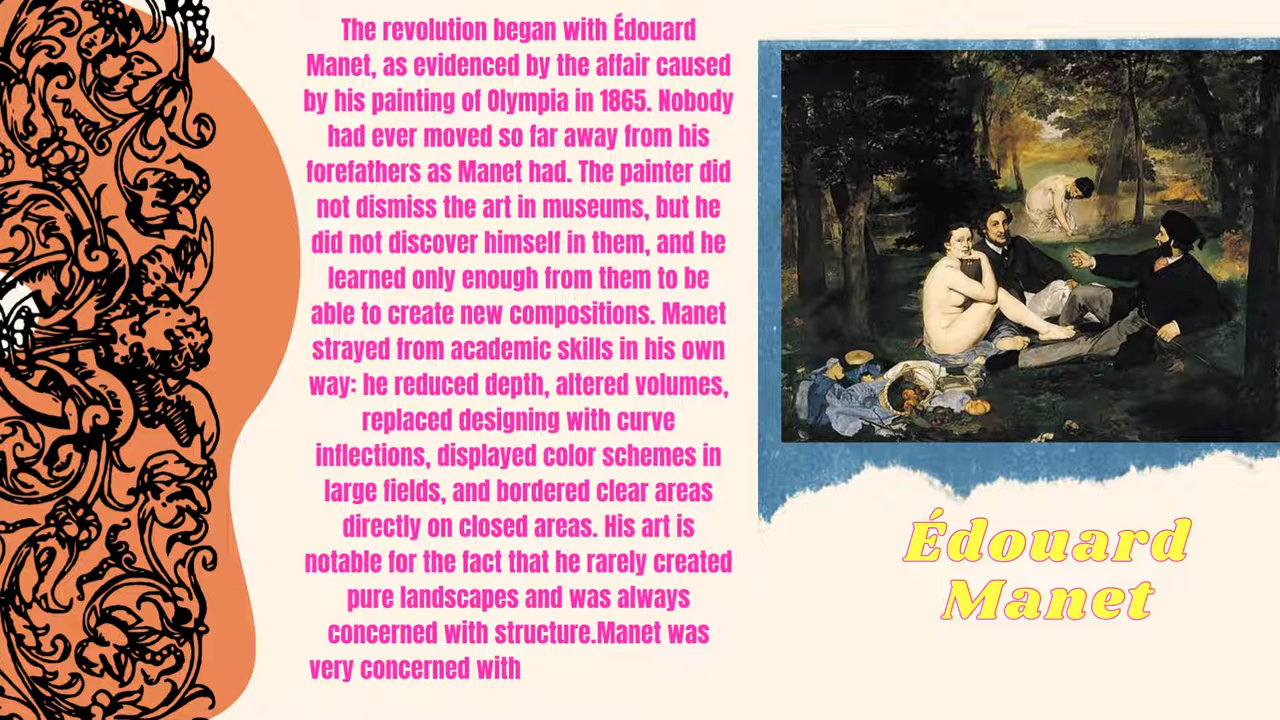 The revolution began with Édouard
Manet, as evidenced by the affair caused
by his painting of Olympia in 1865. Nobody
had ever moved so far away from his
forefathers as Manet had. The painter did
not dismiss the art in museums, but he
did not discover himself in them, and he
learned only enough from them to be
able to create new compositions. Manet
strayed from academic skills in his own
way: he reduced depth, altered volumes,
replaced designing with curve
inflections, displayed color schemes in
large fields, and bordered clear areas
directly on closed areas. His art is
notable for the fact that he rarely created
pure landscapes and was always
concerned with structure.Manet was
very concerned with
Édouard
Manet